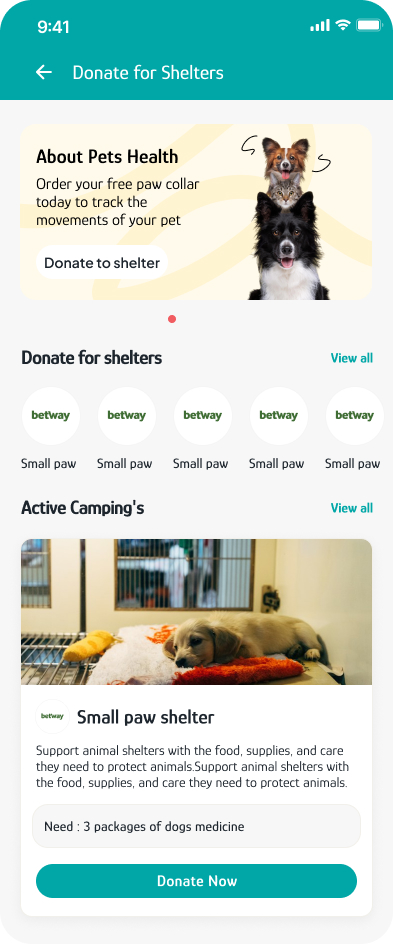 9:41
Donate for Shelters
About Pets Health
Order your free paw collar
today to track the
movements of your pet
Donate to shelter
Donate for shelters
View all
betway
betway
betway
betway
betway
Small paw
Small paw
Small paw
Small paw
Small paw
Active Camping's
View all
betway
Small paw shelter
Support animal shelters with the food, supplies, and care
they need to protect animals.Support animal shelters with
the food, supplies, and care they need to protect animals.
Need : 3 packages of dogs medicine
Donate Now